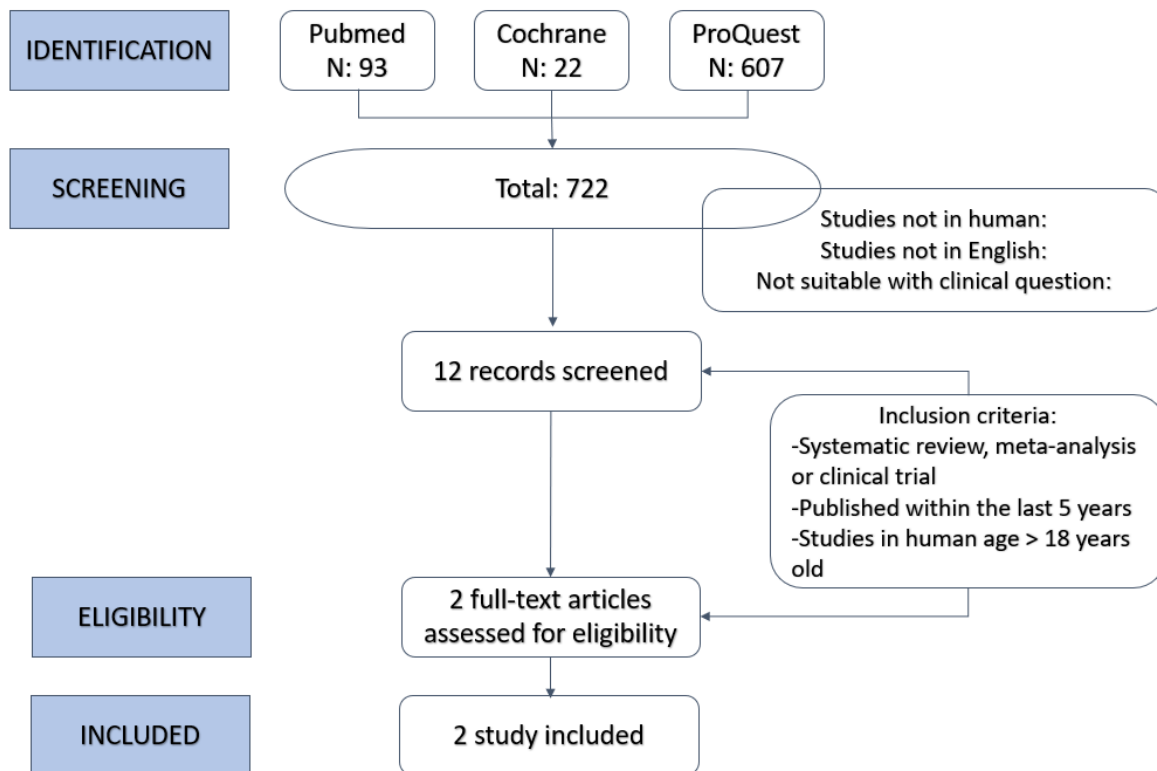 IDENTIFICATION
Pubmed
N: 93
Cochrane
N: 22
ProQuest
N: 607
SCREENING
Total: 722
Studies not in human:
Studies not in English:
Not suitable with clinical question:
12 records screened
Inclusion criteria:
-Systematic review, meta-analysis
or clinical trial
-Published within the last 5 years
-Studies in human age > 18 years
old
ELIGIBILITY
2 full-text articles
assessed for eligibility
INCLUDED
2 study included